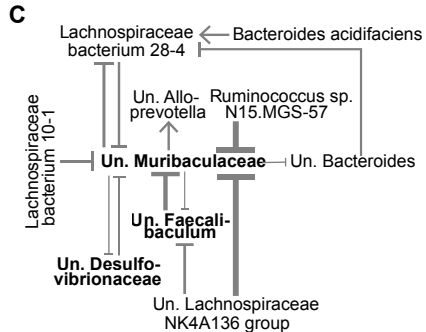 C
Lachnospiraceae
bacterium 28-4
Bacteroides acidifaciens
Un. Allo-
prevotella
Ruminococcus sp.
N15.MGS-57
Lachnospiraceae
bacterium 10-1
Un. Muribaculaceae
Un. Bacteroides
Un. Faecali-
baculum
Un. Desulfo-
vibrionaceae
Un. Lachnospiraceae
NK4A136 group